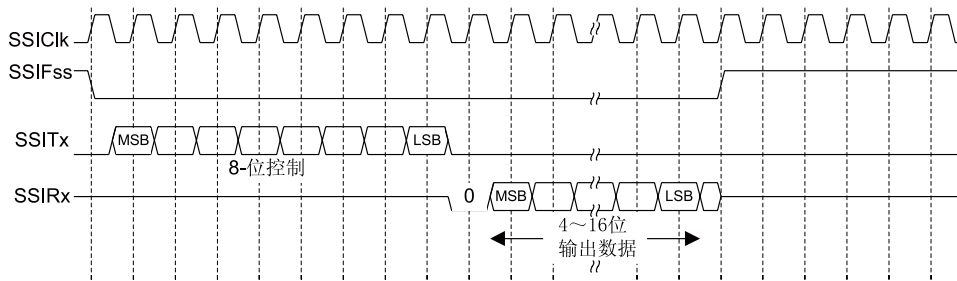 SSIClk
SSIFss
SSITx
MSB
LSB
8-位控制
SSIRx
0
MSB
LSB
4～16位
输出数据